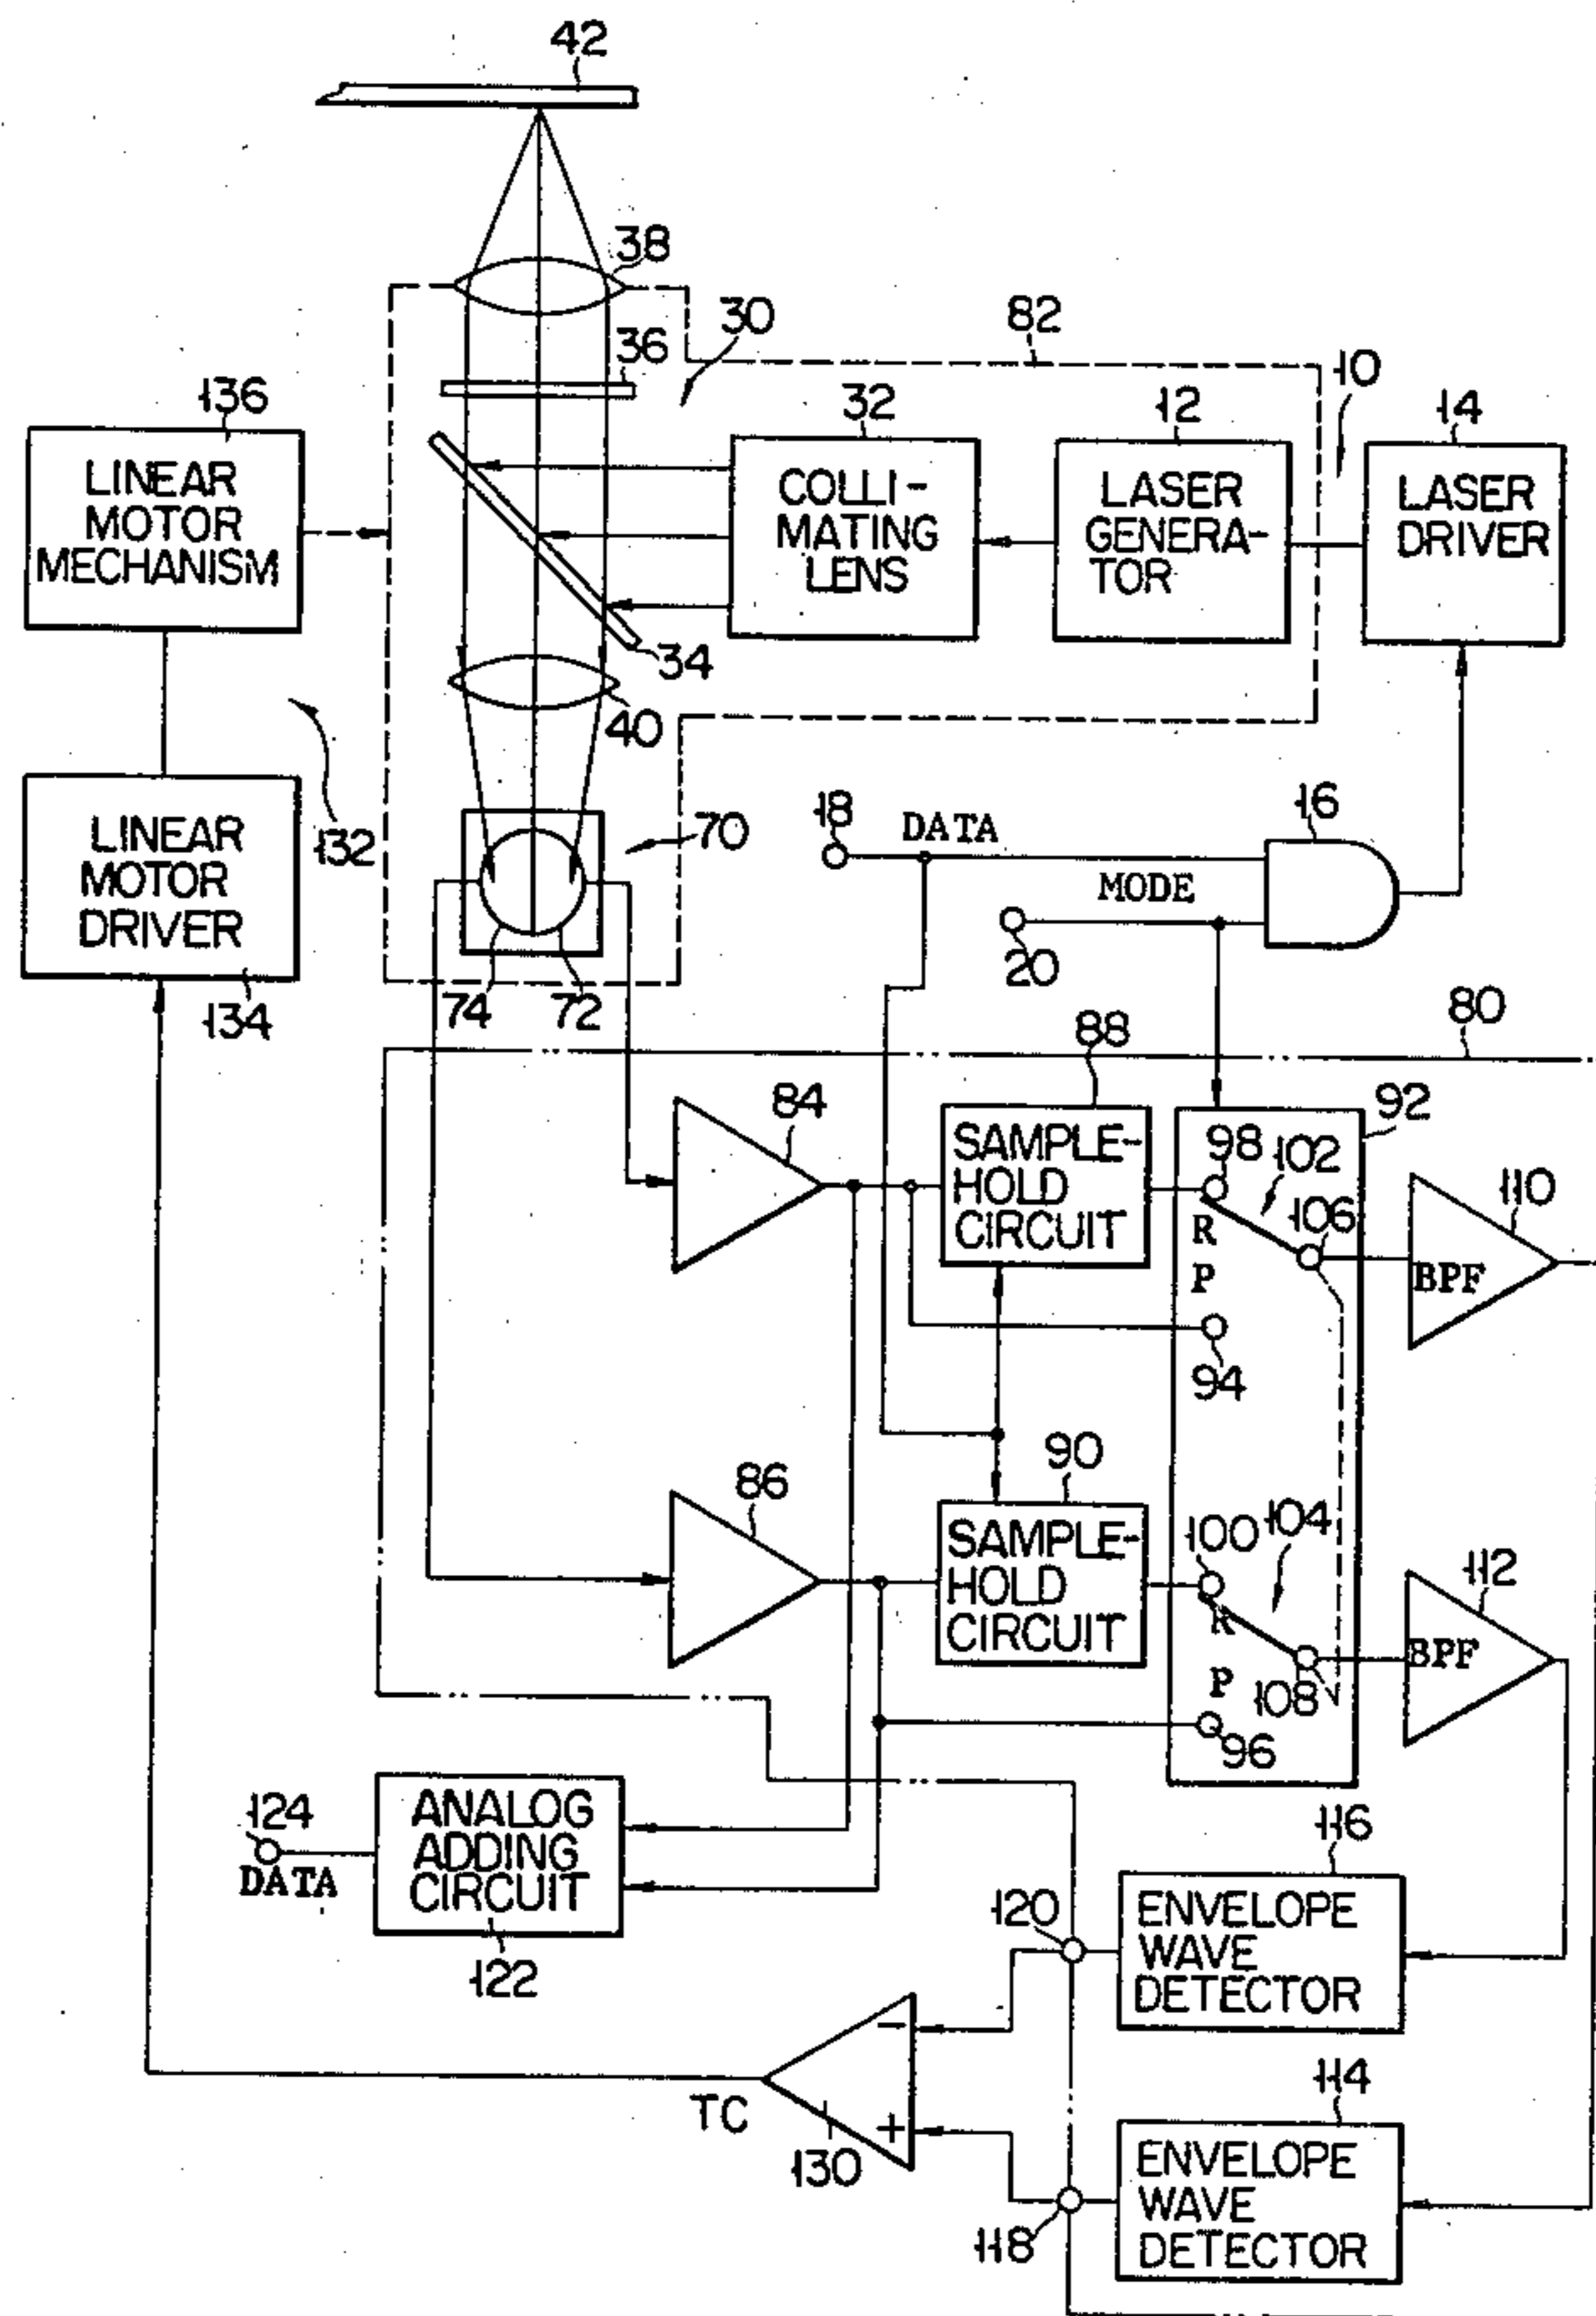 42
38
30
82
36
10
136
32
12
14
LINEAR
MOTOR
MECHANISM
COLLI-
MATING
LENS
LASER
GENERA-
TOR
LASER
DRIVER
34
40
132
LINEAR
MOTOR
DRIVER
134
70
18
DATA
16
MODE
20
74
72
80
88
84
92
SAMPLE-
HOLD
CIRCUIT
98
102
110
106
R
P
BPF
94
90
86
100
104
112
SAMPLE-
HOLD
CIRCUIT
R
P
BPF
108
96
124
DATA
ANALOG
ADDING
CIRCUIT
122
116
120
ENVELOPE
WAVE
DETECTOR
−
+
TC
130
114
118
ENVELOPE
WAVE
DETECTOR